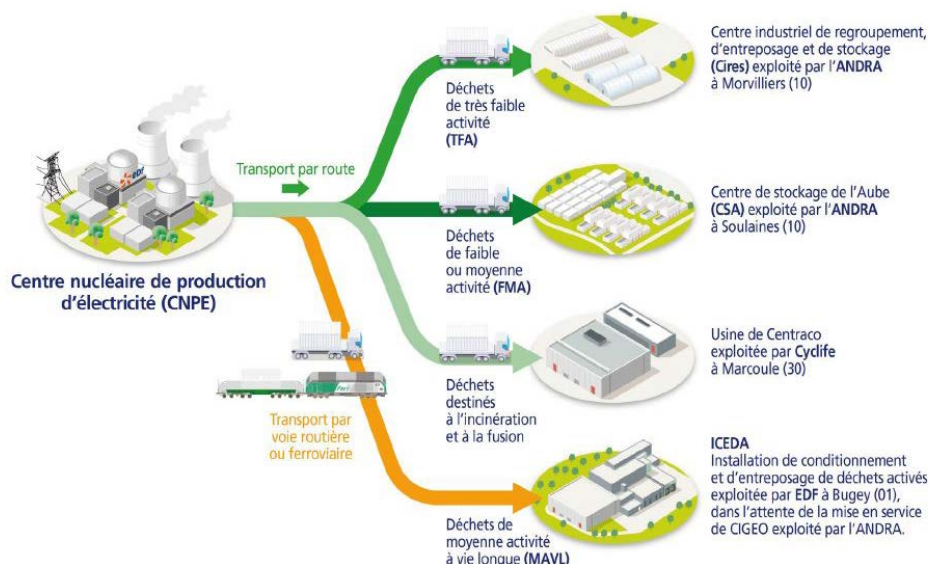 Centre industriel de regroupement,
d'entreposage et de stockage
(Cires) exploité par l'ANDRA
à Morvilliers (10)
Déchets
de très faible
activité
(TFA)
Transport par route
edf
Centre nucléaire de production
d'électricité (CNPE)
Centre de stockage de l'Aube
(CSA) exploité par l'ANDRA
à Soulaines (10)
Déchets
de faible
ou moyenne
activité (FMA)
Usine de Centraco
exploitée par Cyclife
à Marcoule (30)
Déchets
destinés
à l'incinération
et à la fusion
Transport par
voie routière
ou ferroviaire
ICEDA
Installation de conditionnement
et d'entreposage de déchets activés
exploitée par EDF à Bugey (01),
dans l'attente de la mise en service
de CIGEO exploité par l'ANDRA.
Déchets de
moyenne activité
à vie longue (MAVL)